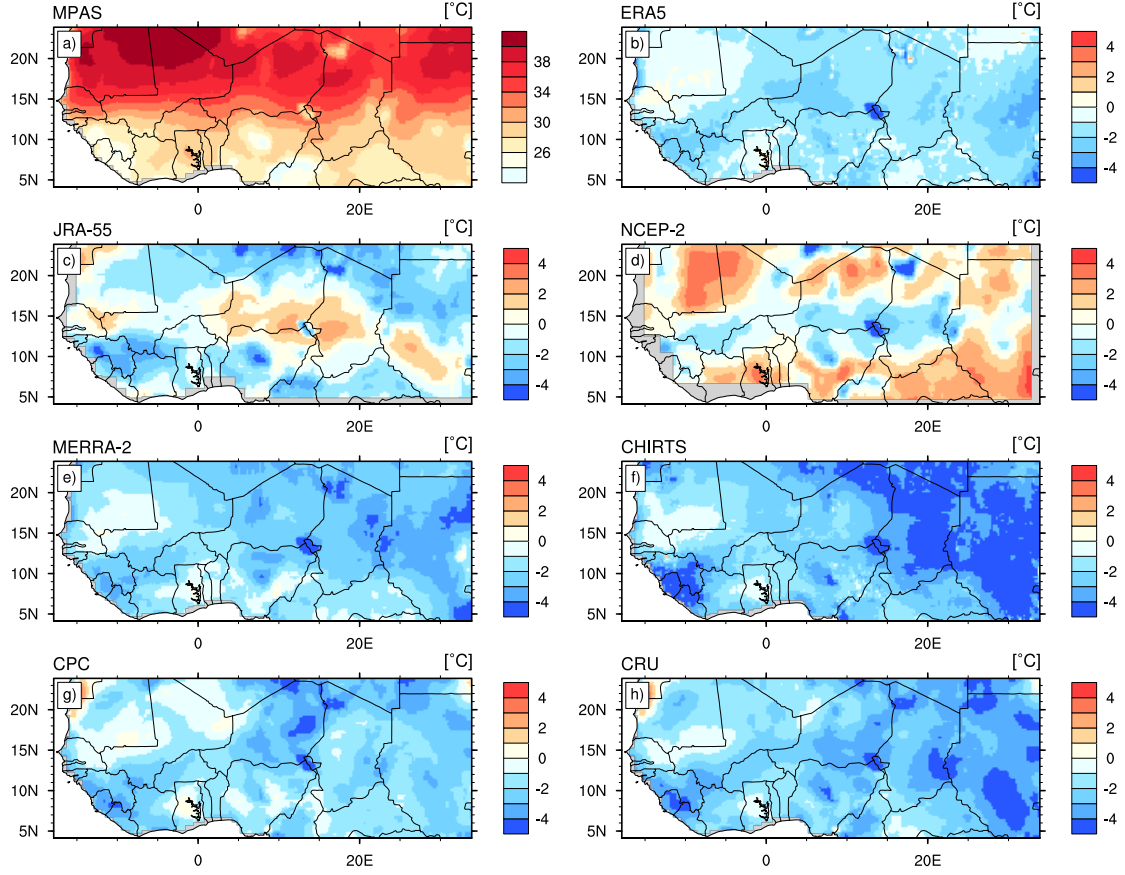 MPAS [°C] ERA5 [°C]
a) b)
20N 15N 10N 5N
0 20E
38 34 30 26
20N 15N 10N 5N
0 20E
4 2 0 -2 -4
JRA-55 [°C] NCEP-2 [°C]
c) d)
20N 15N 10N 5N
0 20E
4 2 0 -2 -4
20N 15N 10N 5N
0 20E
4 2 0 -2 -4
MERRA-2 [°C] CHIRTS [°C]
e) f)
20N 15N 10N 5N
0 20E
4 2 0 -2 -4
20N 15N 10N 5N
0 20E
4 2 0 -2 -4
CPC [°C] CRU [°C]
g) h)
20N 15N 10N 5N
0 20E
4 2 0 -2 -4
20N 15N 10N 5N
0 20E
4 2 0 -2 -4